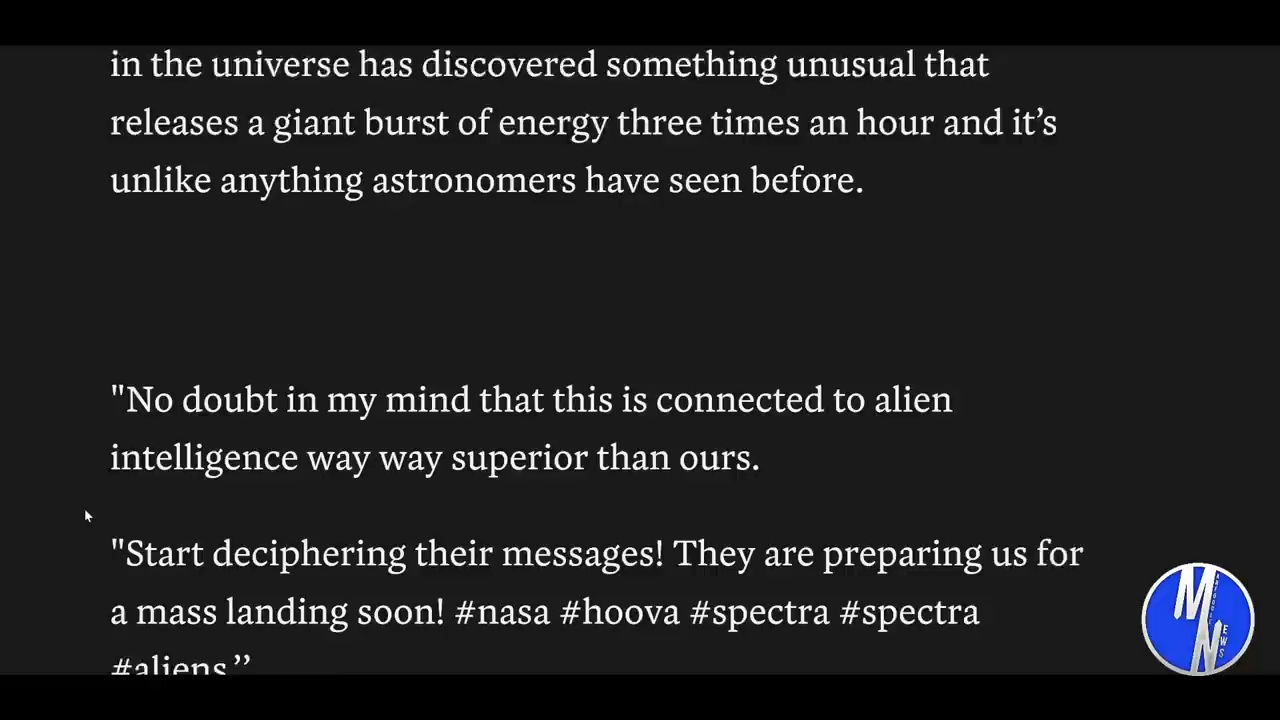 in the universe has discovered something unusual that
releases a giant burst of energy three times an hour and it’s
unlike anything astronomers have seen before.
"No doubt in my mind that this is connected to alien
intelligence way way superior than ours.
"Start deciphering their messages! They are preparing us for
a mass landing soon! #nasa #hoova #spectra #spectra
#aliens.”
MN
EWS